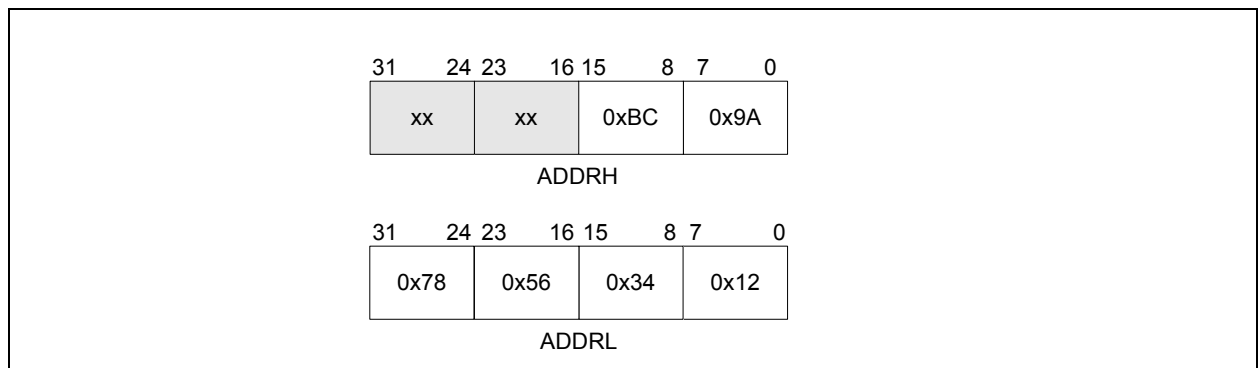 31 24 23 16 15 8 7 0
xx xx 0xBC 0x9A
ADDRH
31 24 23 16 15 8 7 0
0x78 0x56 0x34 0x12
ADDRL